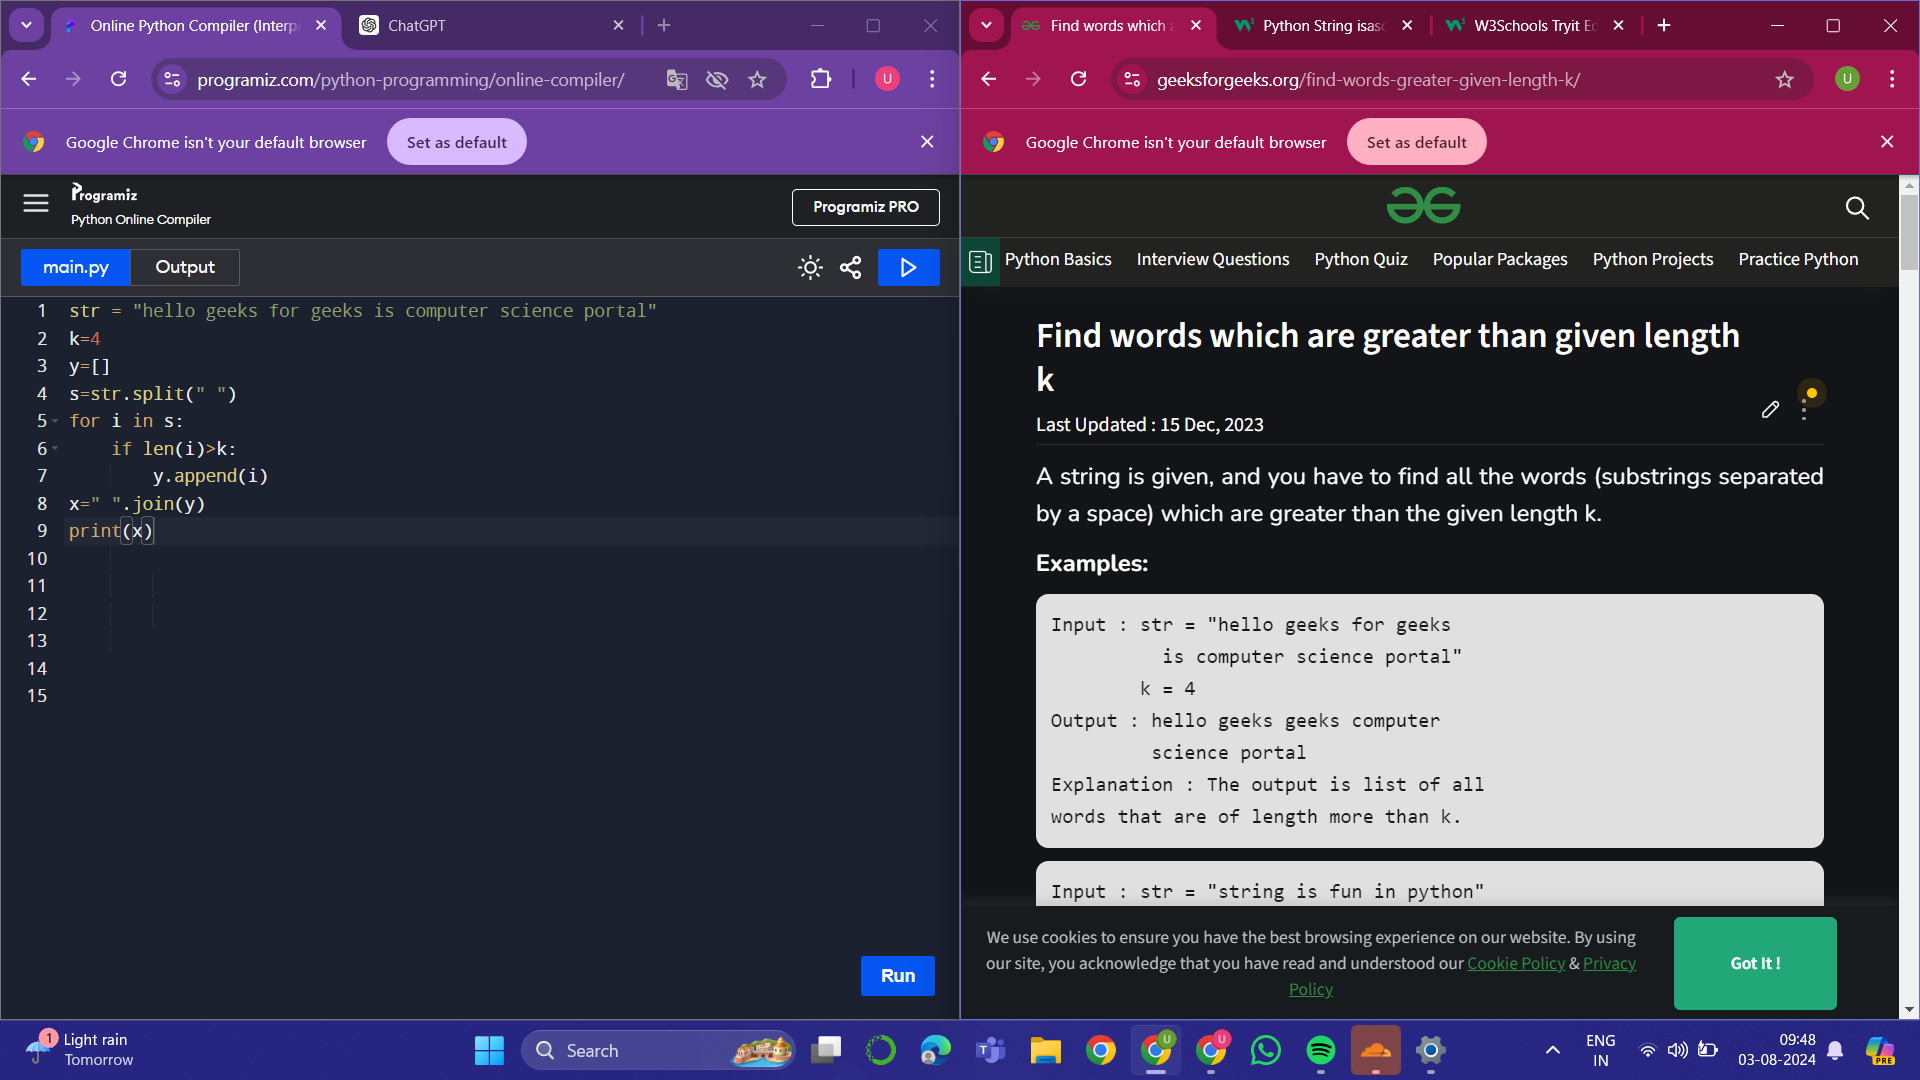 Online Python Compiler (Interp
ChatGPT
programiz.com/python-programming/online-compiler/
U
Google Chrome isn't your default browser
Set as default
Programiz
Python Online Compiler
Programiz PRO
main.py
Output
1 str = "hello geeks for geeks is computer science portal"
2 k=4
3 y=[]
4 s=str.split(" ")
5 for i in s:
6 if len(i)>k:
7 y.append(i)
8 x=" ".join(y)
9 print(x)
10
11
12
13
14
15
Run
Find words which a
Python String isasc
W3Schools Tryit Ed
geeksforgeeks.org/find-words-greater-given-length-k/
U
Google Chrome isn't your default browser
Set as default
Python Basics
Interview Questions
Python Quiz
Popular Packages
Python Projects
Practice Python
Find words which are greater than given length
k
Last Updated : 15 Dec, 2023
A string is given, and you have to find all the words (substrings separated
by a space) which are greater than the given length k.
Examples:
Input : str = "hello geeks for geeks
is computer science portal"
k = 4
Output : hello geeks geeks computer
science portal
Explanation : The output is list of all
words that are of length more than k.
Input : str = "string is fun in python"
We use cookies to ensure you have the best browsing experience on our website. By using
our site, you acknowledge that you have read and understood our Cookie Policy & Privacy
Policy
Got It !
1
Light rain
Tomorrow
Search
U
U
ENG
IN
09:48
03-08-2024
PRE